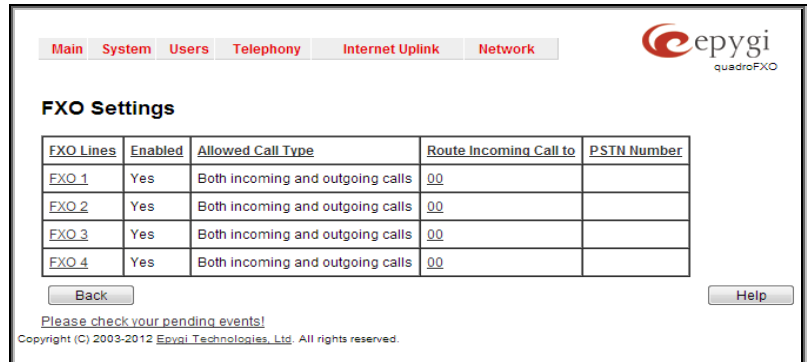 Main System Users Telephony Internet Uplink Network
epygi
quadroFXO
FXO Settings
FXO Lines Enabled Allowed Call Type Route Incoming Call to PSTN Number
FXO 1 Yes Both incoming and outgoing calls 00
FXO 2 Yes Both incoming and outgoing calls 00
FXO 3 Yes Both incoming and outgoing calls 00
FXO 4 Yes Both incoming and outgoing calls 00
Back Help
Please check your pending events!
Copyright (C) 2003-2012 Epygi Technologies, Ltd. All rights reserved.